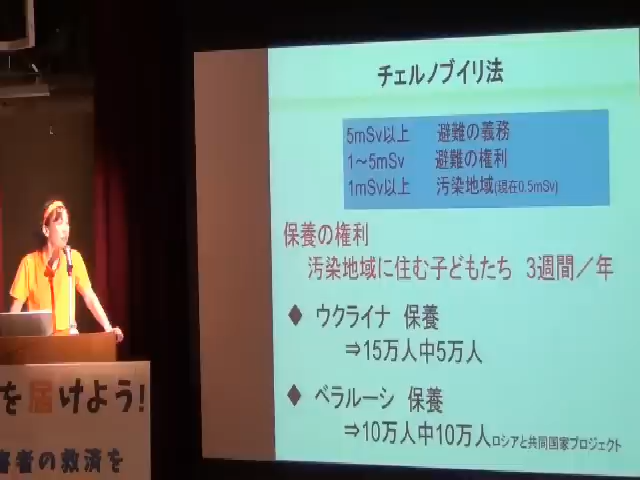 チェルノブイリ法
5mSv以上 避難の義務
1～5mSv 避難の権利
1mSv以上 汚染地域(現在0.5mSv)
保養の権利
汚染地域に住む子どもたち 3週間／年
◆ ウクライナ 保養
⇒15万人中5万人
◆ ベラルーシ 保養
⇒10万人中10万人ロシアと共同国家プロジェクト
を届けよう!
害者の救済を